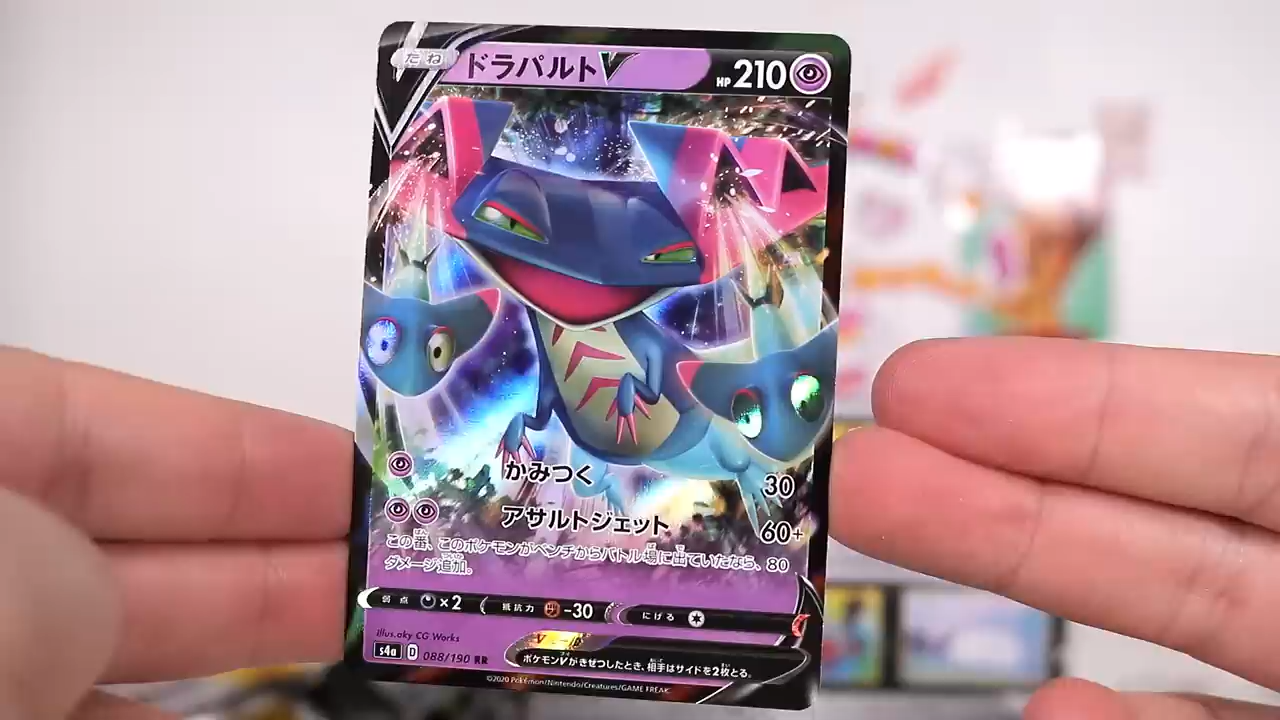 たね ドラパルトV HP 210
かみつく 30
アサルトジェット 60+
この番、このポケモンがベンチからバトル場に出ていたなら、80
ダメージ追加。
弱点 ×2 抵抗力 -30 にげる
Illus.aky CG Works
s4a D 088/190 RR
ポケモンVがきぜつしたとき、相手はサイドを2枚とる。
©2020 Pokémon/Nintendo/Creatures/GAME FREAK.